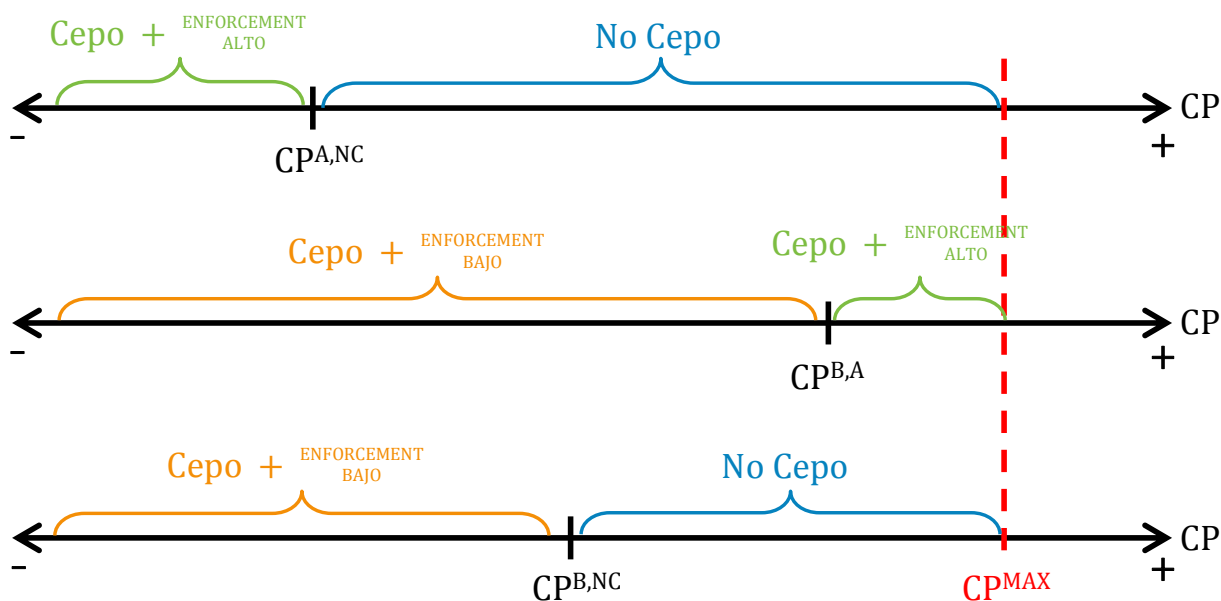 Cepo + ENFORCEMENT ALTO
No Cepo
CP
-
+
CP^A,NC
Cepo + ENFORCEMENT BAJO
Cepo + ENFORCEMENT ALTO
CP
-
+
CP^B,A
Cepo + ENFORCEMENT BAJO
No Cepo
CP
-
+
CP^B,NC
CP^MAX